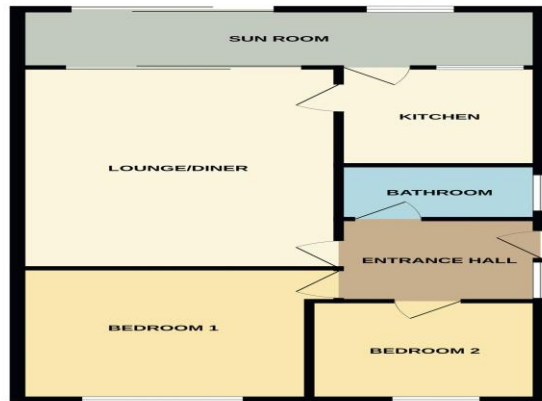 SUN ROOM
KITCHEN
LOUNGE/DINER
BATHROOM
ENTRANCE HALL
BEDROOM 1
BEDROOM 2